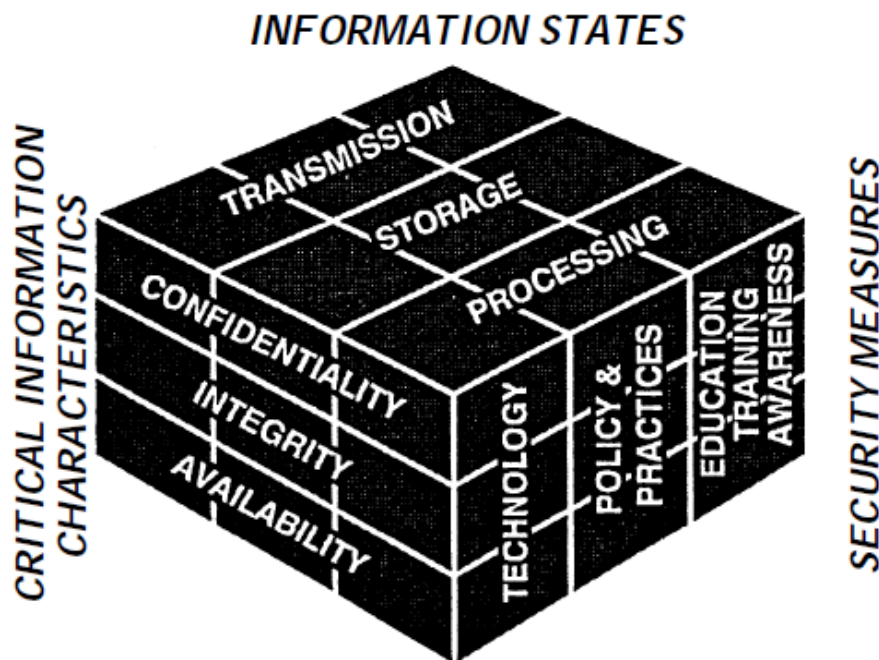 INFORMATION STATES
CRITICAL INFORMATION
CHARACTERISTICS
TRANSMISSION
STORAGE
PROCESSING
CONFIDENTIALITY
INTEGRITY
AVAILABILITY
TECHNOLOGY
POLICY &
PRACTICES
EDUCATION
TRAINING
AWARENESS
SECURITY MEASURES